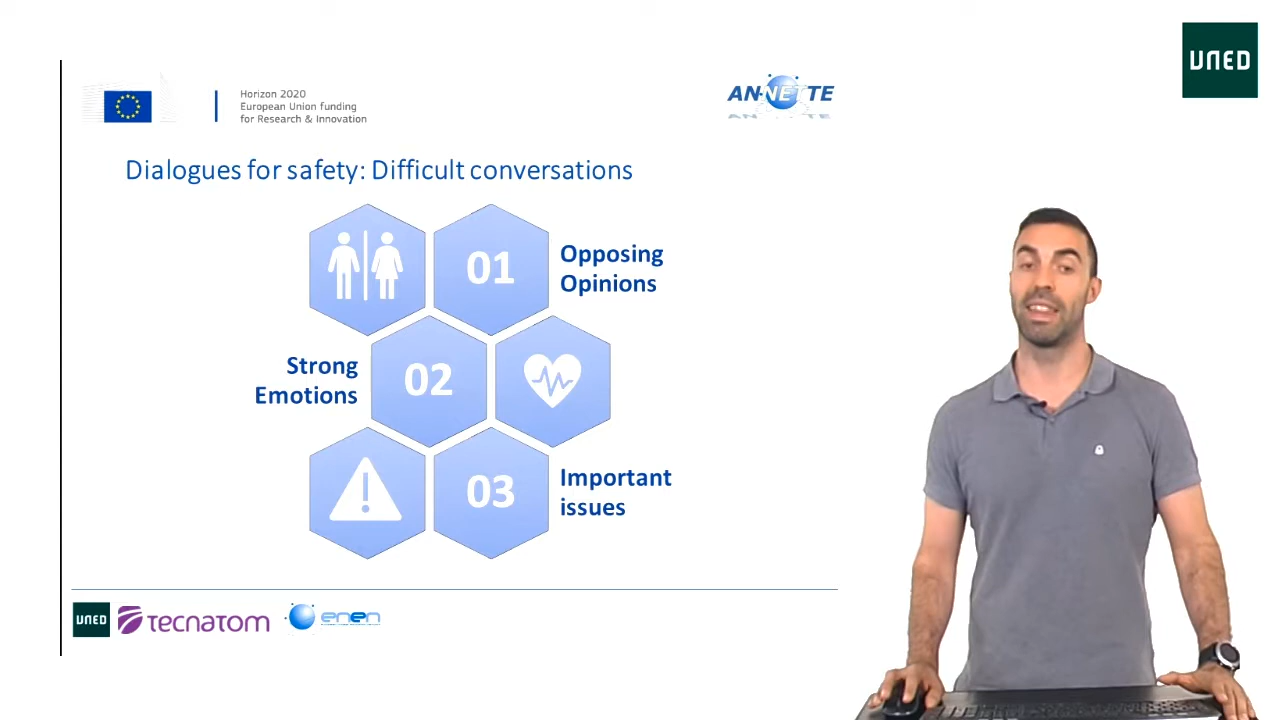 UNED
Horizon 2020
European Union funding
for Research & Innovation
ANNETTE
Dialogues for safety: Difficult conversations
01
Opposing
Opinions
Strong
Emotions
02
03
Important
issues
UNED
tecnatom
enen